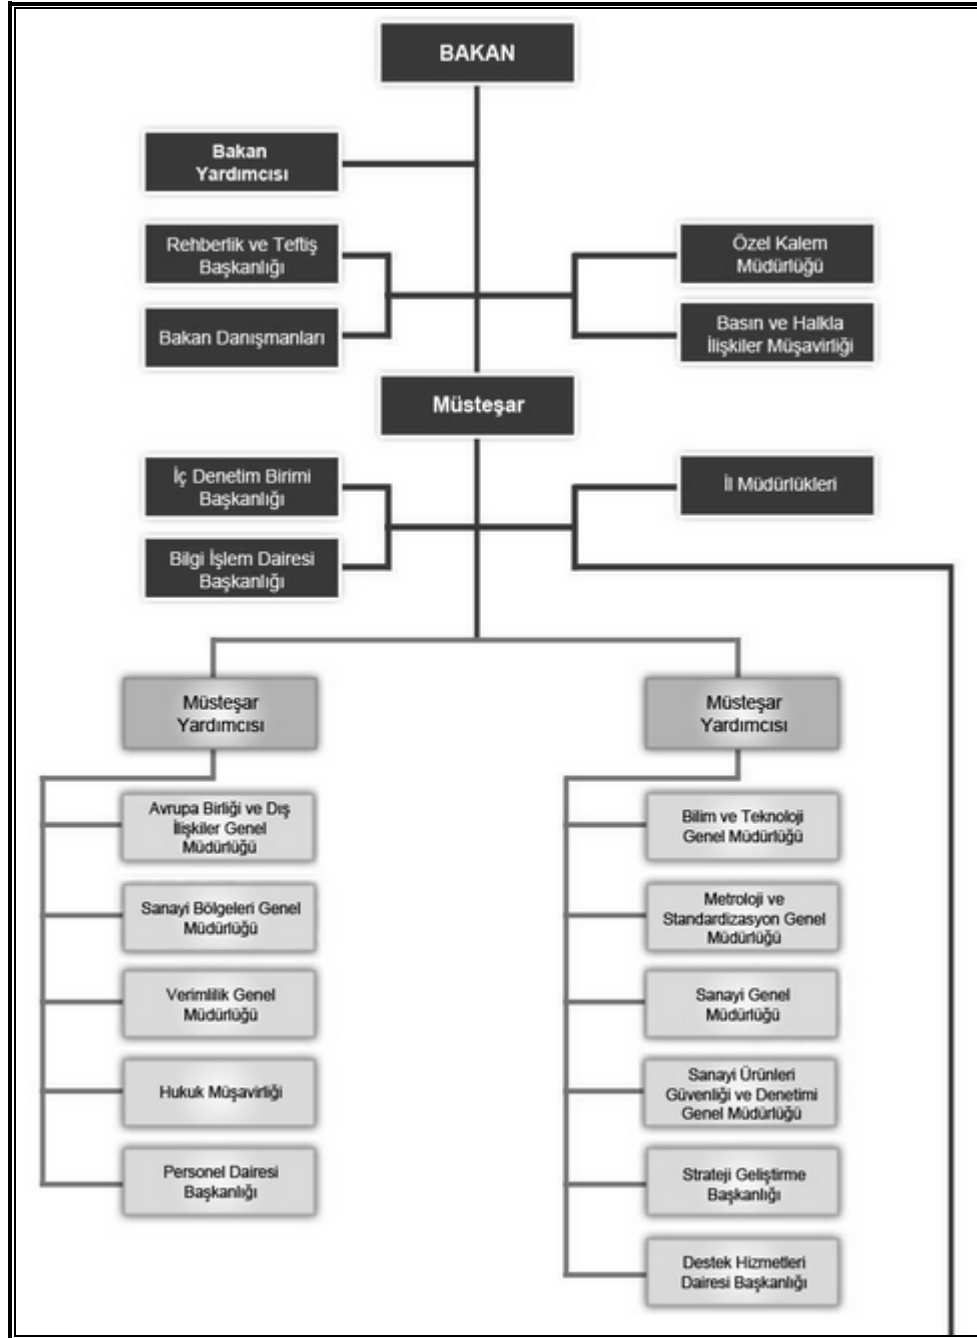 BAKAN
Bakan
Yardımcısı
Rehberlik ve Teftiş
Başkanlığı
Özel Kalem
Müdürlüğü
Bakan Danışmanları
Basın ve Halkla
İlişkiler Müşavirliği
Müsteşar
İç Denetim Birimi
Başkanlığı
İl Müdürlükleri
Bilgi İşlem Dairesi
Başkanlığı
Müsteşar
Yardımcısı
Avrupa Birliği ve Dış
İlişkiler Genel
Müdürlüğü
Sanayi Bölgeleri Genel
Müdürlüğü
Verimlilik Genel
Müdürlüğü
Hukuk Müşavirliği
Personel Dairesi
Başkanlığı
Müsteşar
Yardımcısı
Bilim ve Teknoloji
Genel Müdürlüğü
Metroloji ve
Standardizasyon Genel
Müdürlüğü
Sanayi Genel
Müdürlüğü
Sanayi Ürünleri
Güvenliği ve Denetimi
Genel Müdürlüğü
Strateji Geliştirme
Başkanlığı
Destek Hizmetleri
Dairesi Başkanlığı